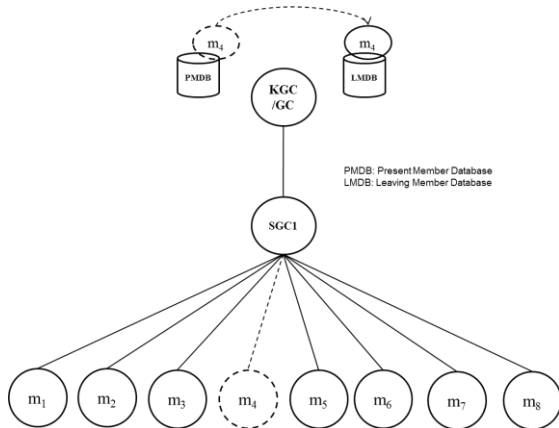 m₄
m₄
PMDB
LMDB
KGC
/GC
PMDB: Present Member Database
LMDB: Leaving Member Database
SGC1
m₁ m₂ m₃ m₄ m₅ m₆ m₇ m₈